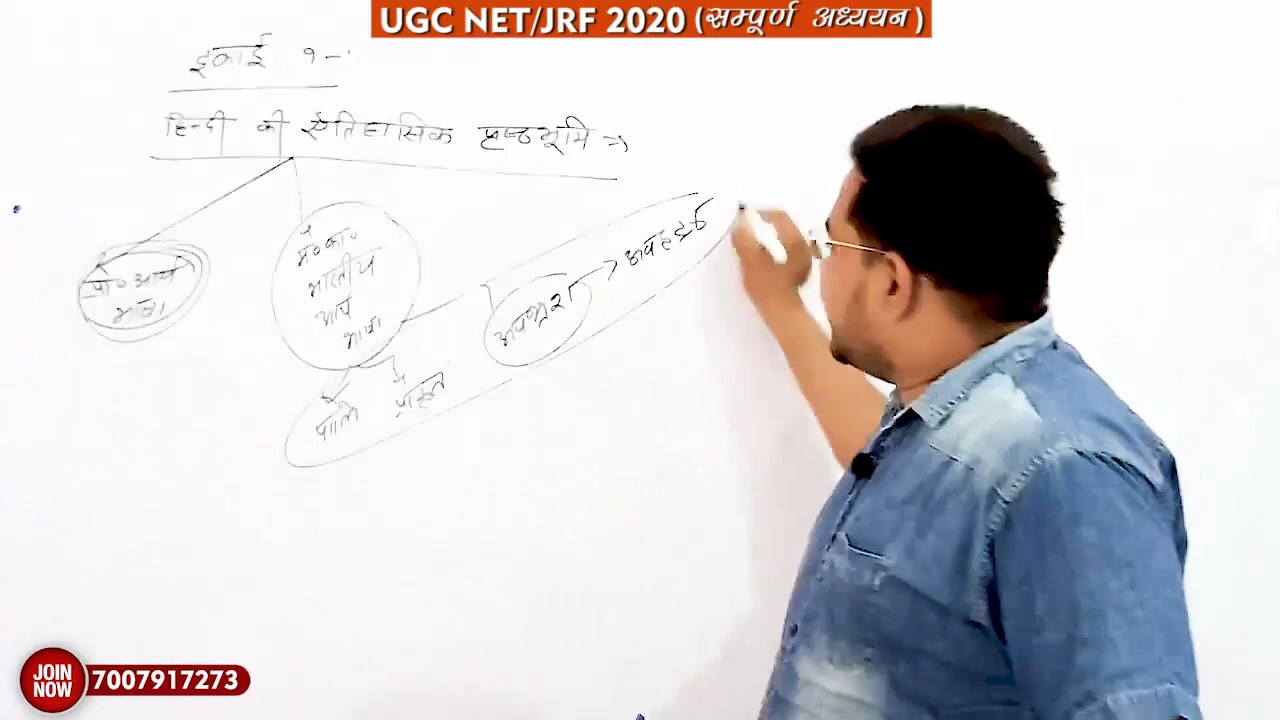 UGC NET/JRF 2020 (सम्पूर्ण अध्ययन)
इकाई १-
हिन्दी की ऐतिहासिक पृष्ठभूमि ⇒
प्रा० आर्य
भाषा
म० का०
भारतीय
आर्य
भाषा
पालि
प्राकृत
अपभ्रंश > अवहट्ठ
JOIN
NOW
7007917273